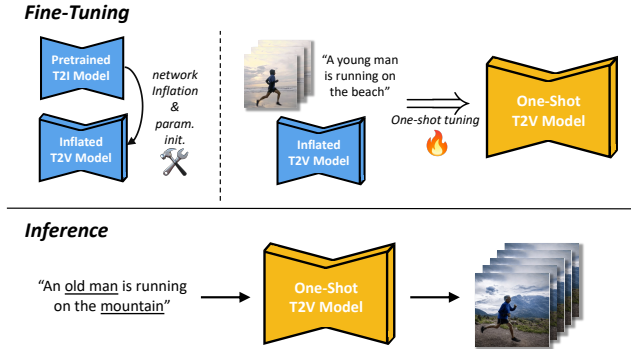 Fine-Tuning
Pretrained
T2I Model
network
Inflation
&
param.
init.
Inflated
T2V Model
“A young man
is running on
the beach”
Inflated
T2V Model
One-shot tuning
One-Shot
T2V Model
Inference
“An old man is running
on the mountain”
One-Shot
T2V Model